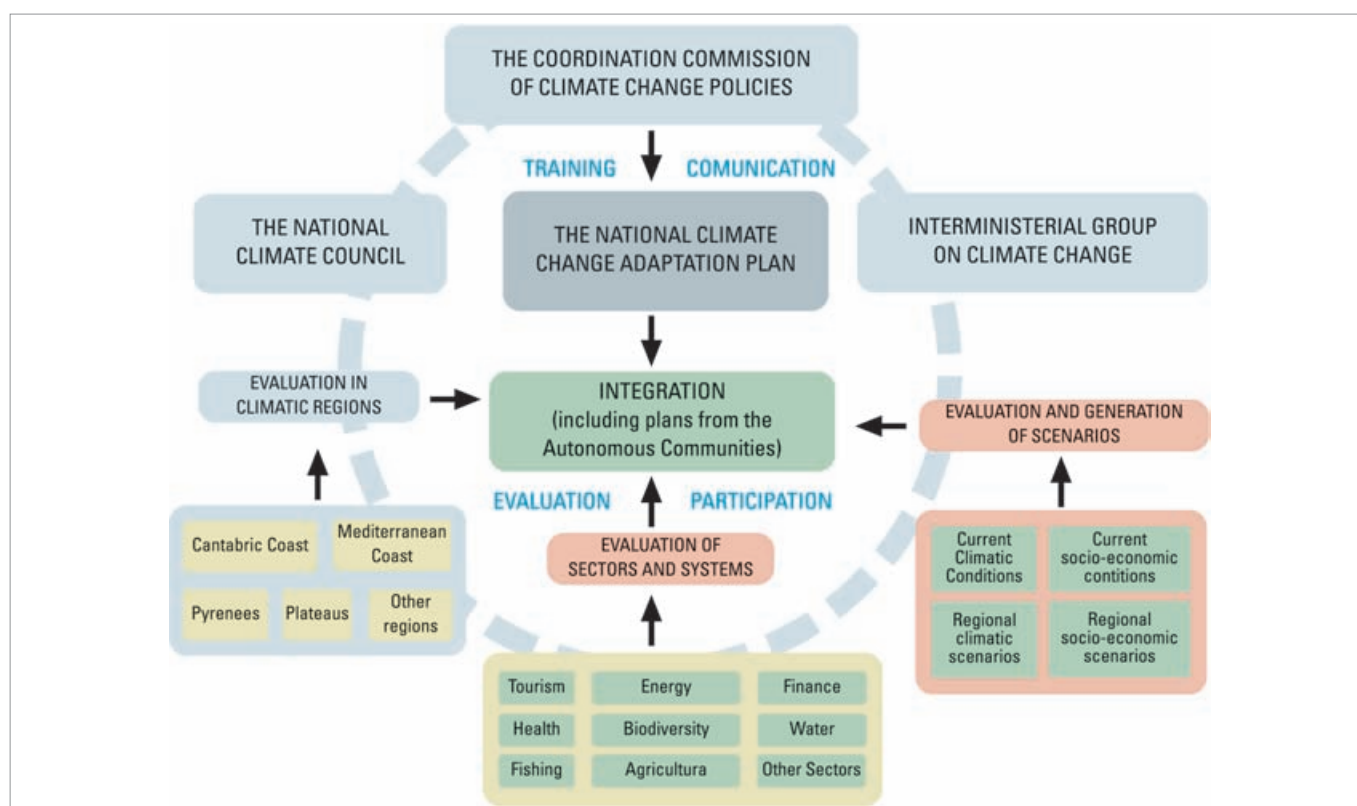 THE COORDINATION COMMISSION
OF CLIMATE CHANGE POLICIES
TRAINING
COMUNICATION
THE NATIONAL
CLIMATE COUNCIL
THE NATIONAL CLIMATE
CHANGE ADAPTATION PLAN
INTERMINISTERIAL GROUP
ON CLIMATE CHANGE
EVALUATION IN
CLIMATIC REGIONS
INTEGRATION
(including plans from the
Autonomous Communities)
EVALUATION AND GENERATION
OF SCENARIOS
EVALUATION
PARTICIPATION
Cantabric Coast
Mediterranean
Coast
Pyrenees
Plateaus
Other
regions
EVALUATION OF
SECTORS AND SYSTEMS
Current
Climatic
Conditions
Current
socio-economic
contitions
Regional
climatic
scenarios
Regional
socio-economic
scenarios
Tourism
Energy
Finance
Health
Biodiversity
Water
Fishing
Agricultura
Other Sectors